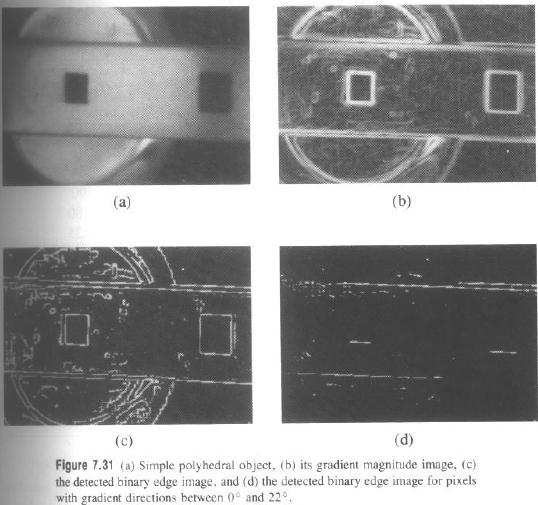 (a)
(b)
(c)
(d)
Figure 7.31 (a) Simple polyhedral object, (b) its gradient magnitude image, (c)
the detected binary edge image, and (d) the detected binary edge image for pixels
with gradient directions between 0° and 22°.